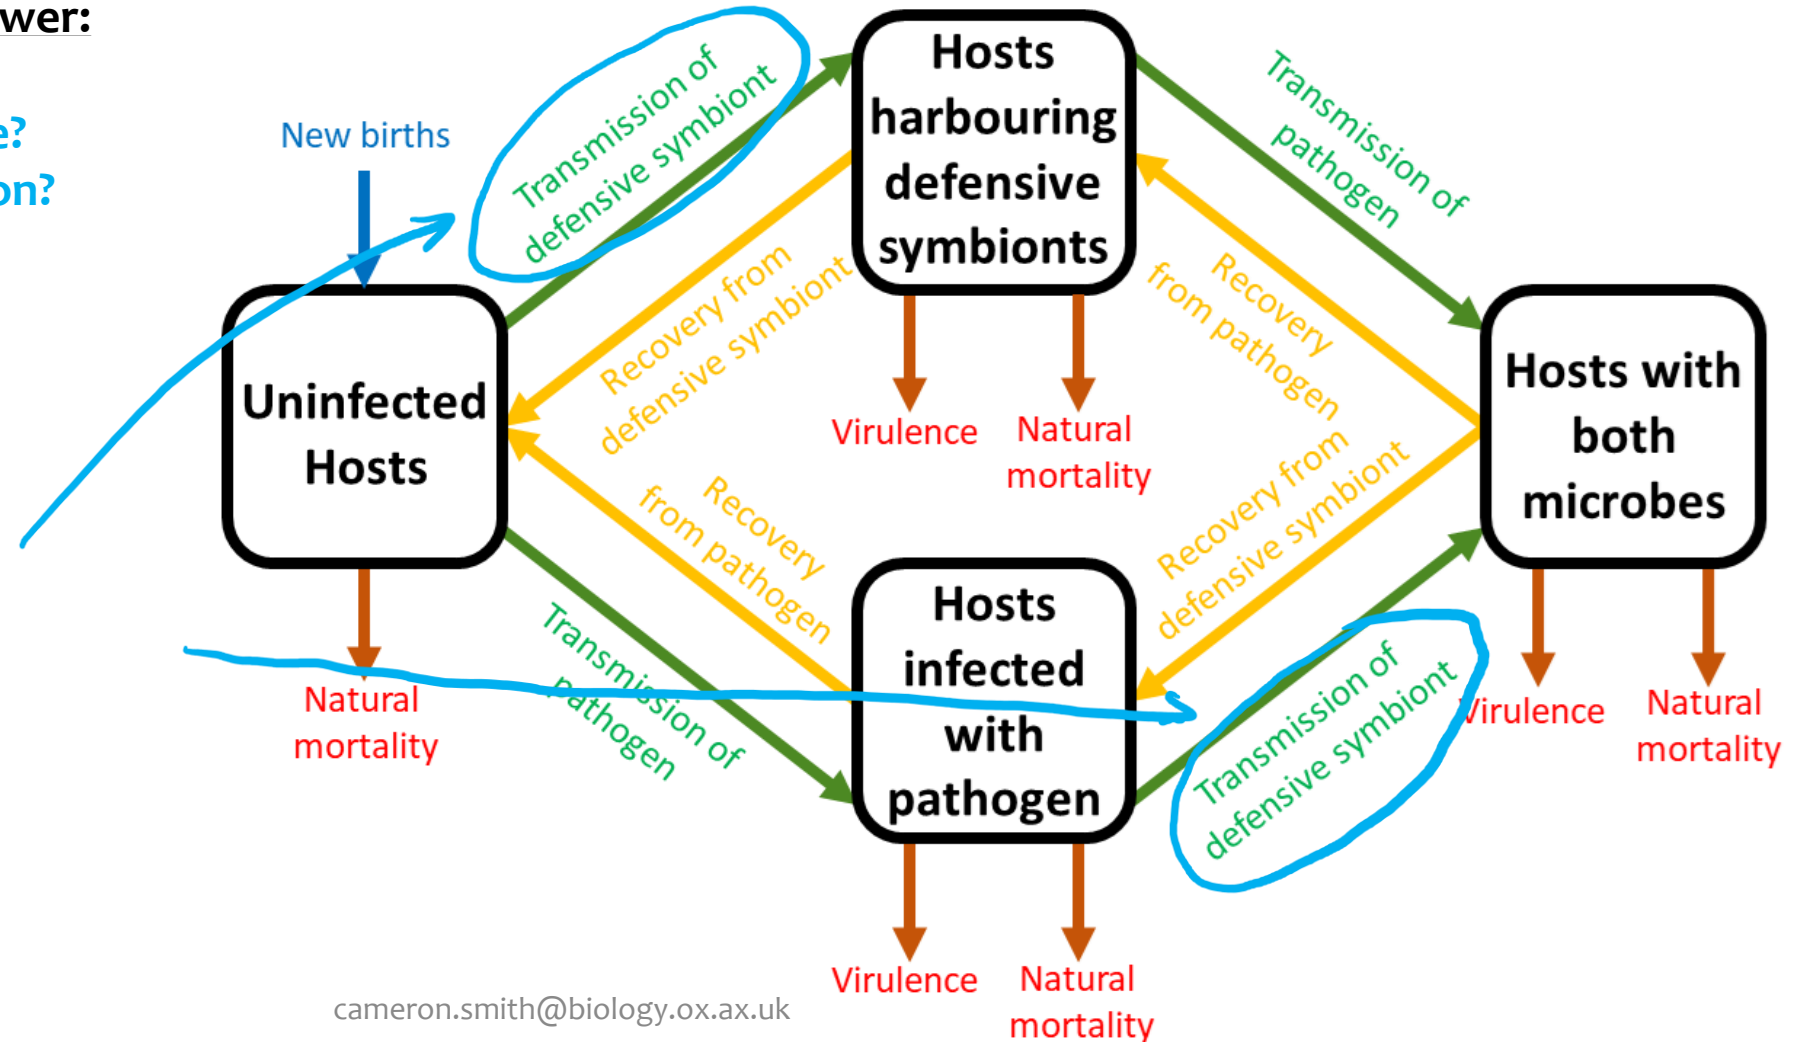 wer:
e?
on?
New births
Transmission of
defensive symbiont
Hosts
harbouring
defensive
symbionts
Transmission of
pathogen
Recovery from
defensive symbiont
Recovery
from pathogen
Uninfected
Hosts
Virulence
Natural
mortality
Hosts with
both
microbes
Recovery
from pathogen
Recovery from
defensive symbiont
Natural
mortality
Transmission of
pathogen
Hosts
infected
with
pathogen
Transmission of
defensive symbiont
Virulence
Natural
mortality
Virulence
Natural
mortality
cameron.smith@biology.ox.ax.uk